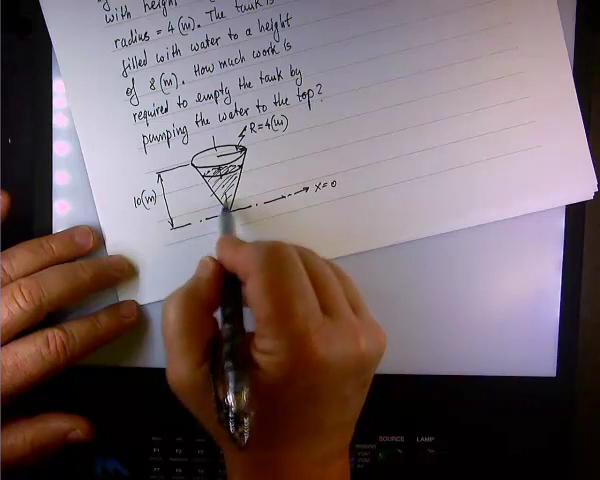 with height
radius = 4 (m). The tank is
filled with water to a height
of 8 (m). How much work is
required to empty the tank by
pumping the water to the top?
R=4(m)
10(m)
X=0
SOURCE LAMP